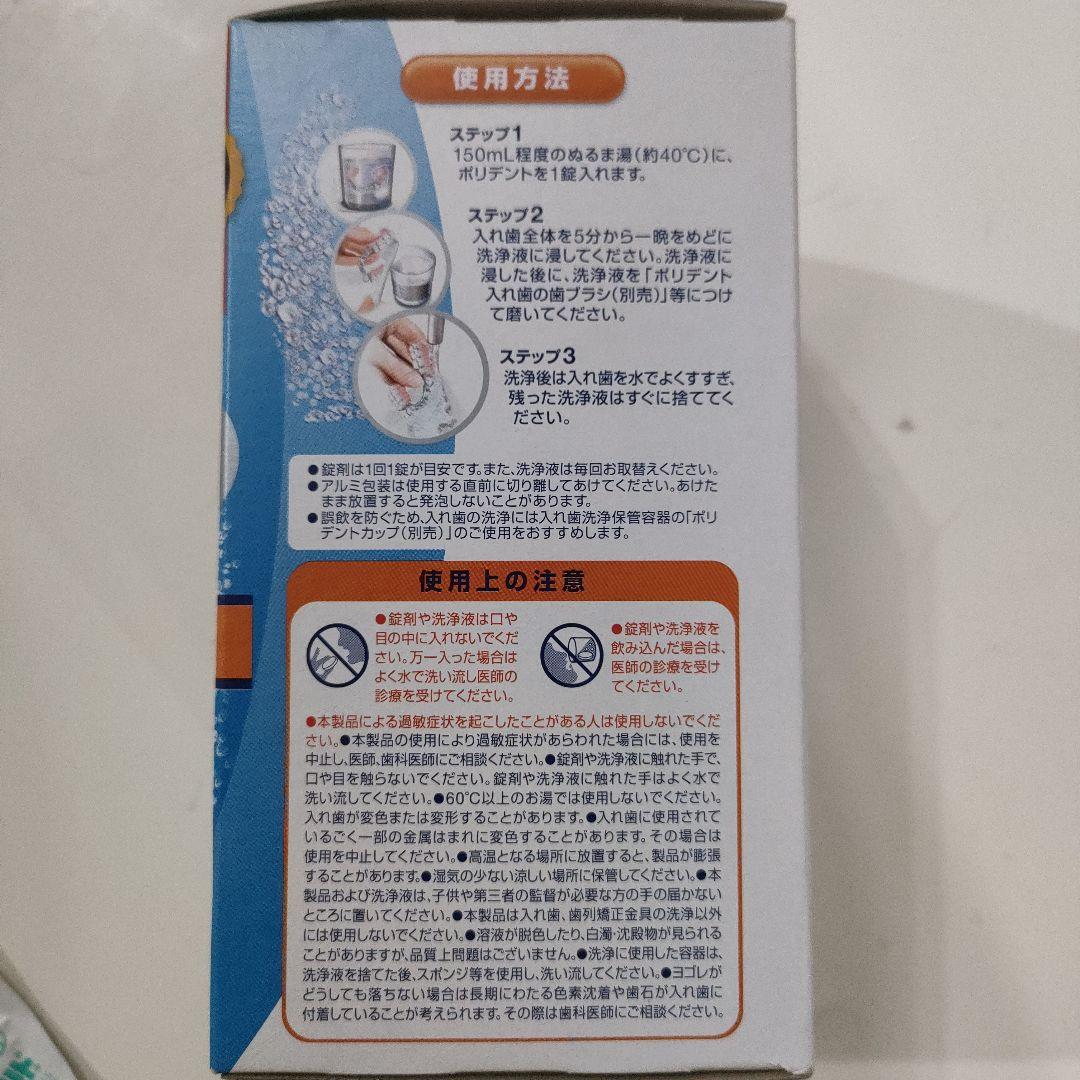 使用方法
ステップ1
150mL程度のぬるま湯(約40℃)に、
ポリデントを1錠入れます。
ステップ2
入れ歯全体を5分から一晩をめどに
洗浄液に浸してください。洗浄液に
浸した後に、洗浄液を「ポリデント
入れ歯の歯ブラシ(別売)」等につけ
て磨いてください。
ステップ3
洗浄後は入れ歯を水でよくすすぎ、
残った洗浄液はすぐに捨ててく
ださい。
●錠剤は1回1錠が目安です。また、洗浄液は毎回お取替えください。
●アルミ包装は使用する直前に切り離してあけてください。あけた
まま放置すると発泡しないことがあります。
●誤飲を防ぐため、入れ歯の洗浄には入れ歯洗浄保管容器の「ポリ
デントカップ(別売)」のご使用をおすすめします。
使用上の注意
●錠剤や洗浄液は口や
目の中に入れないでくだ
さい。万一入った場合は
よく水で洗い流し医師の
診療を受けてください。
●錠剤や洗浄液を
飲み込んだ場合は、
医師の診療を受け
てください。
●本製品による過敏症状を起こしたことがある人は使用しないでくだ
さい。●本製品の使用により過敏症状があらわれた場合には、使用を
中止し、医師、歯科医師にご相談ください。●錠剤や洗浄液に触れた手で、
口や目を触らないでください。錠剤や洗浄液に触れた手はよく水で
洗い流してください。●60℃以上のお湯では使用しないでください。
入れ歯が変色または変形することがあります。●入れ歯に使用されて
いるごく一部の金属はまれに変色することがあります。その場合は
使用を中止してください。●高温となる場所に放置すると、製品が膨張
することがあります。●湿気の少ない涼しい場所に保管してください。●本
製品および洗浄液は、子供や第三者の監督が必要な方の手の届かない
ところに置いてください。●本製品は入れ歯、歯列矯正金具の洗浄以外
には使用しないでください。●溶液が脱色したり、白濁・沈殿物が見られる
ことがありますが、品質上問題はございません。●洗浄に使用した容器は、
洗浄液を捨てた後、スポンジ等を使用し、洗い流してください。●ヨゴレが
どうしても落ちない場合は長期にわたる色素沈着や歯石が入れ歯に
付着していることが考えられます。その際は歯科医師にご相談ください。